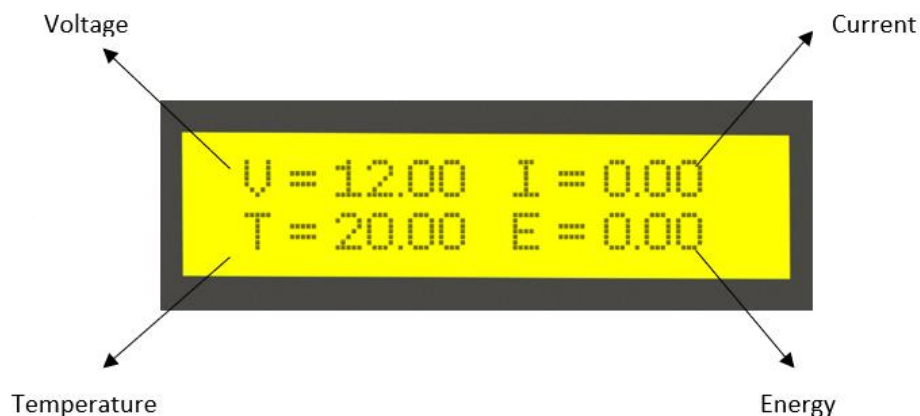 Voltage Current
V = 12.00 I = 0.00
T = 20.00 E = 0.00
Temperature Energy